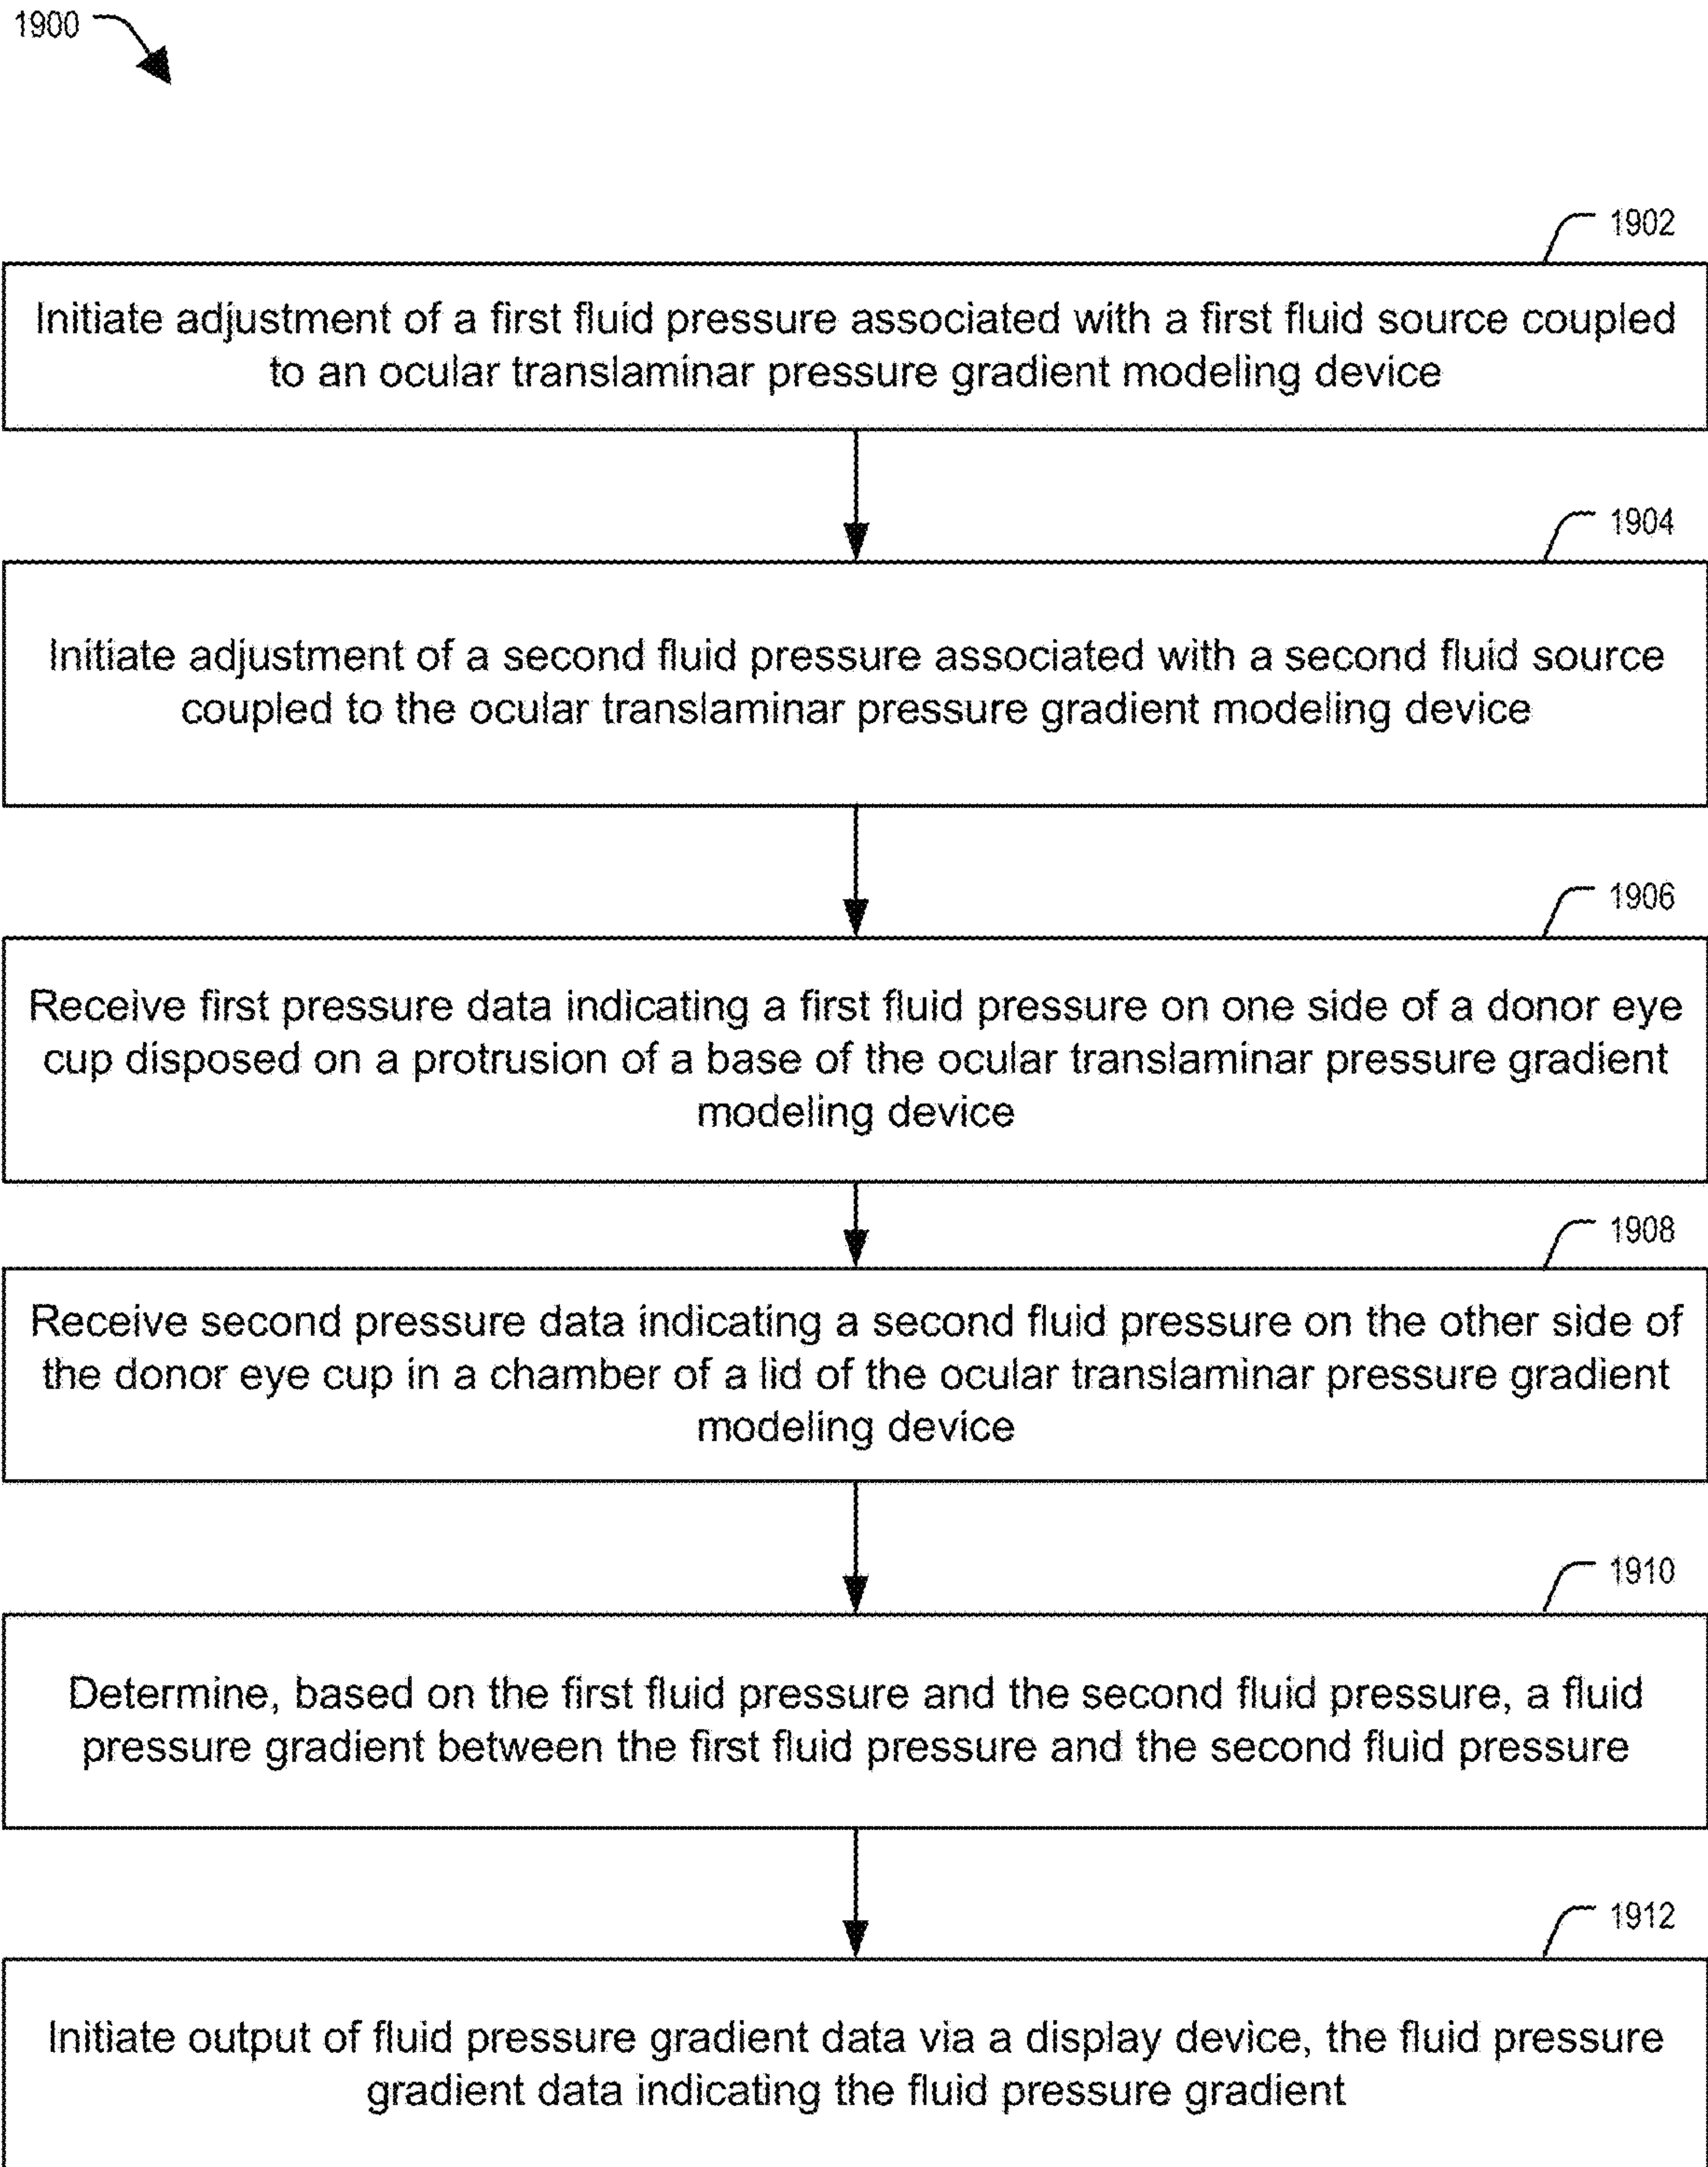 1900
1902
Initiate adjustment of a first fluid pressure associated with a first fluid source coupled
to an ocular translaminar pressure gradient modeling device
1904
Initiate adjustment of a second fluid pressure associated with a second fluid source
coupled to the ocular translaminar pressure gradient modeling device
1906
Receive first pressure data indicating a first fluid pressure on one side of a donor eye
cup disposed on a protrusion of a base of the ocular translaminar pressure gradient
modeling device
1908
Receive second pressure data indicating a second fluid pressure on the other side of
the donor eye cup in a chamber of a lid of the ocular translaminar pressure gradient
modeling device
1910
Determine, based on the first fluid pressure and the second fluid pressure, a fluid
pressure gradient between the first fluid pressure and the second fluid pressure
1912
Initiate output of fluid pressure gradient data via a display device, the fluid pressure
gradient data indicating the fluid pressure gradient